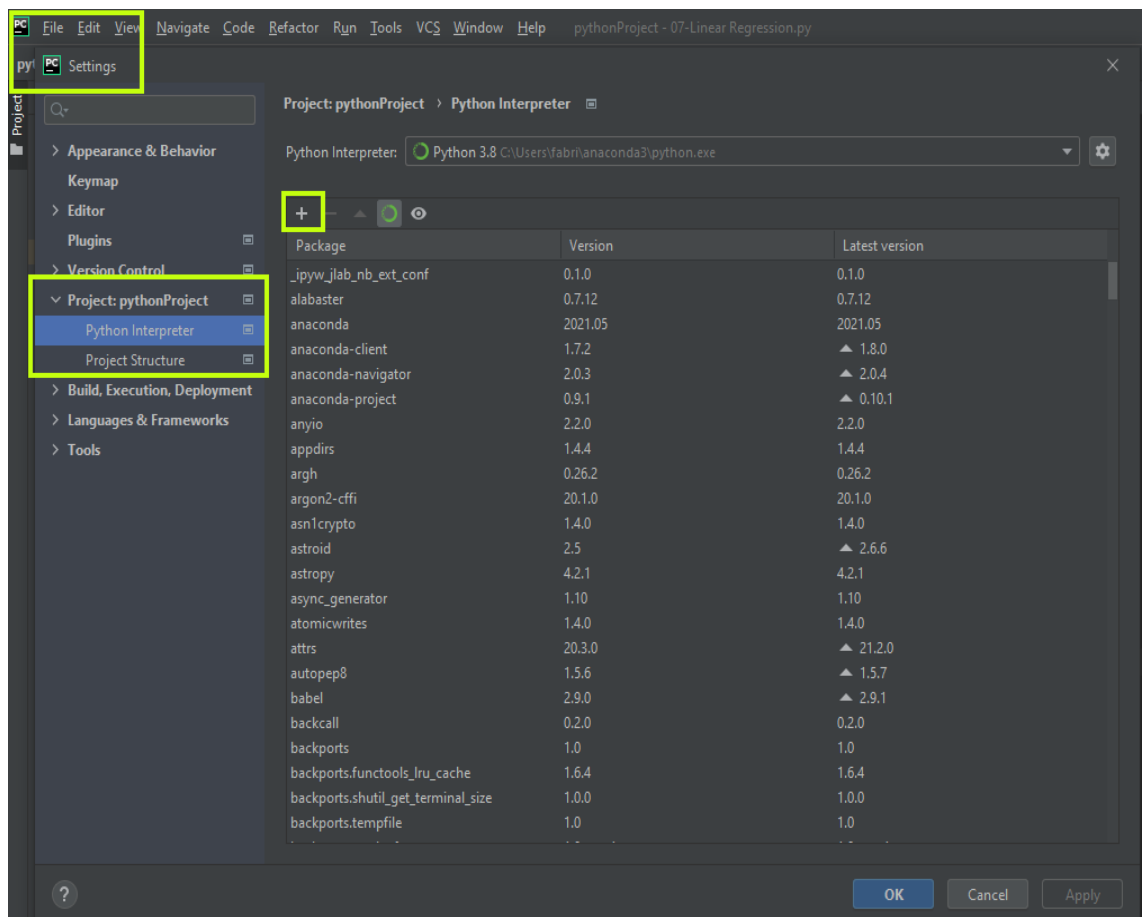 PC File Edit View Navigate Code Refactor Run Tools VCS Window Help pythonProject - 07-Linear Regression.py
pyt
PC Settings
Project
Appearance & Behavior
Keymap
Editor
Plugins
Version Control
Project: pythonProject
Python Interpreter
Project Structure
Build, Execution, Deployment
Languages & Frameworks
Tools
Project: pythonProject > Python Interpreter
Python Interpreter: Python 3.8 C:\Users\fabri\anaconda3\python.exe
Package Version Latest version
_ipyw_jlab_nb_ext_conf 0.1.0 0.1.0
alabaster 0.7.12 0.7.12
anaconda 2021.05 2021.05
anaconda-client 1.7.2 ▲ 1.8.0
anaconda-navigator 2.0.3 ▲ 2.0.4
anaconda-project 0.9.1 ▲ 0.10.1
anyio 2.2.0 2.2.0
appdirs 1.4.4 1.4.4
argh 0.26.2 0.26.2
argon2-cffi 20.1.0 20.1.0
asn1crypto 1.4.0 1.4.0
astroid 2.5 ▲ 2.6.6
astropy 4.2.1 4.2.1
async_generator 1.10 1.10
atomicwrites 1.4.0 1.4.0
attrs 20.3.0 ▲ 21.2.0
autopep8 1.5.6 ▲ 1.5.7
babel 2.9.0 ▲ 2.9.1
backcall 0.2.0 0.2.0
backports 1.0 1.0
backports.functools_lru_cache 1.6.4 1.6.4
backports.shutil_get_terminal_size 1.0.0 1.0.0
backports.tempfile 1.0 1.0
? OK Cancel Apply